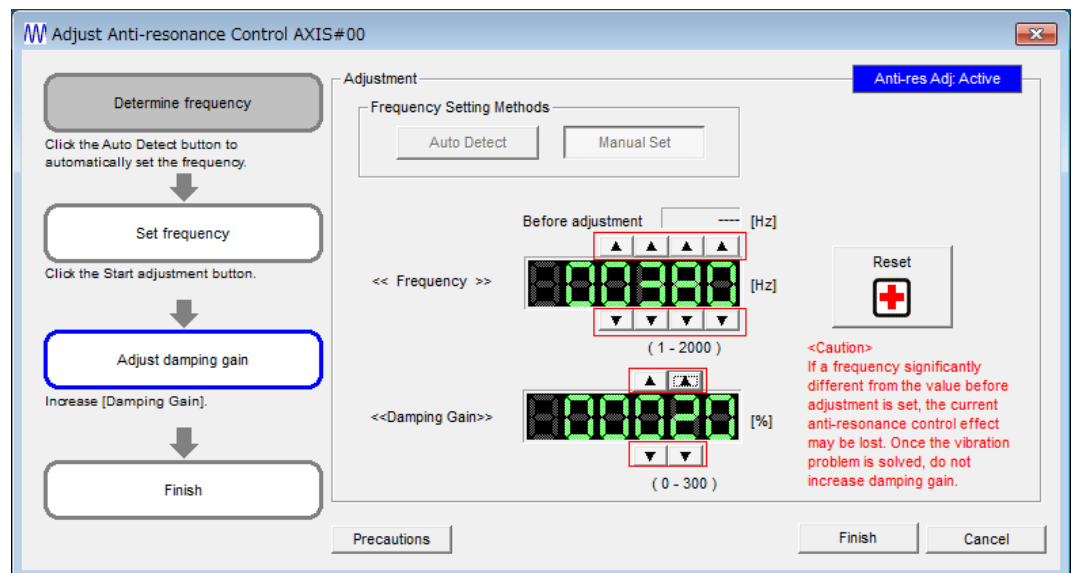 Adjust Anti-resonance Control AXIS#00
Determine frequency
Click the Auto Detect button to
automatically set the frequency.
Set frequency
Click the Start adjustment button.
Adjust damping gain
Increase [Damping Gain].
Finish
Adjustment
Anti-res Adj: Active
Frequency Setting Methods
Auto Detect
Manual Set
Before adjustment ---- [Hz]
<< Frequency >> 00380 [Hz]
( 1 - 2000 )
<<Damping Gain>> 00020 [%]
( 0 - 300 )
Reset
<Caution>
If a frequency significantly
different from the value before
adjustment is set, the current
anti-resonance control effect
may be lost. Once the vibration
problem is solved, do not
increase damping gain.
Precautions
Finish
Cancel